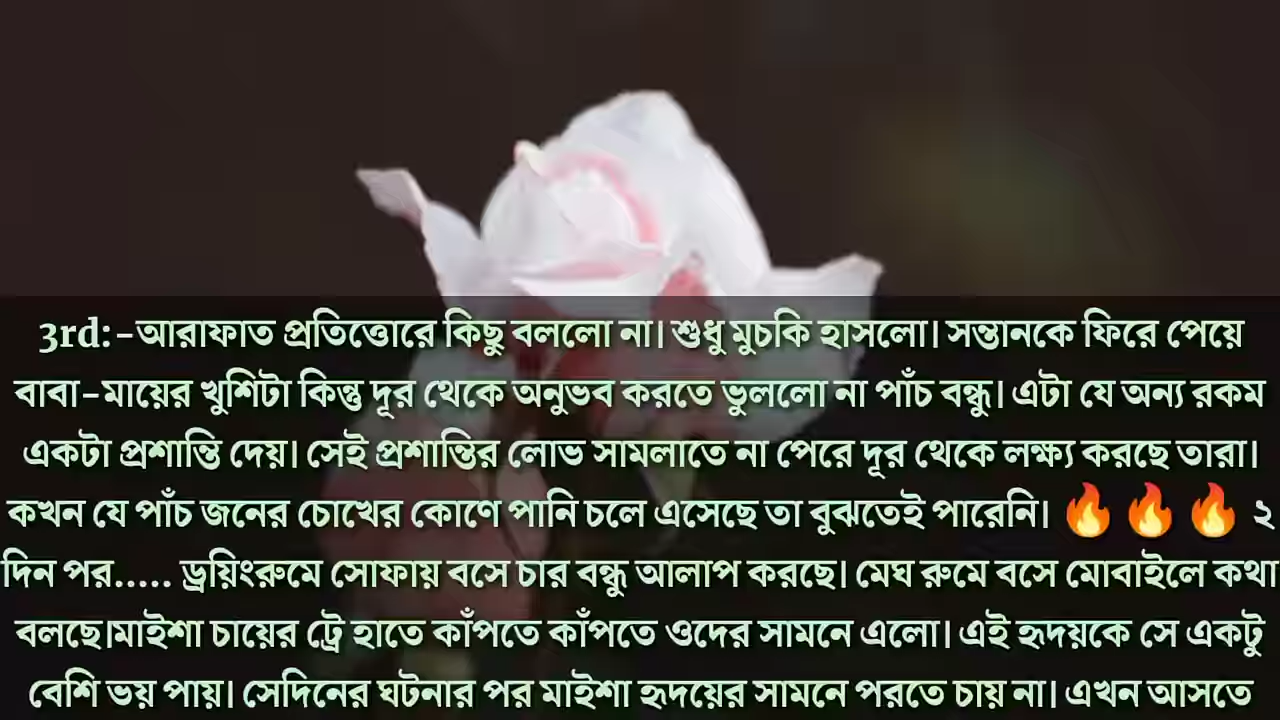 3rd:-আরাফাত প্রতিত্তোরে কিছু বললো না। শুধু মুচকি হাসলো। সন্তানকে ফিরে পেয়ে
বাবা-মায়ের খুশিটা কিন্তু দূর থেকে অনুভব করতে ভুললো না পাঁচ বন্ধু। এটা যে অন্য রকম
একটা প্রশান্তি দেয়। সেই প্রশান্তির লোভ সামলাতে না পেরে দূর থেকে লক্ষ্য করছে তারা।
কখন যে পাঁচ জনের চোখের কোণে পানি চলে এসেছে তা বুঝতেই পারেনি। 🔥 🔥 🔥 ২
দিন পর..... ড্রয়িংরুমে সোফায় বসে চার বন্ধু আলাপ করছে। মেঘ রুমে বসে মোবাইলে কথা
বলছে।মাইশা চায়ের ট্রে হাতে কাঁপতে কাঁপতে ওদের সামনে এলো। এই হৃদয়কে সে একটু
বেশি ভয় পায়। সেদিনের ঘটনার পর মাইশা হৃদয়ের সামনে পরতে চায় না। এখন আসতে